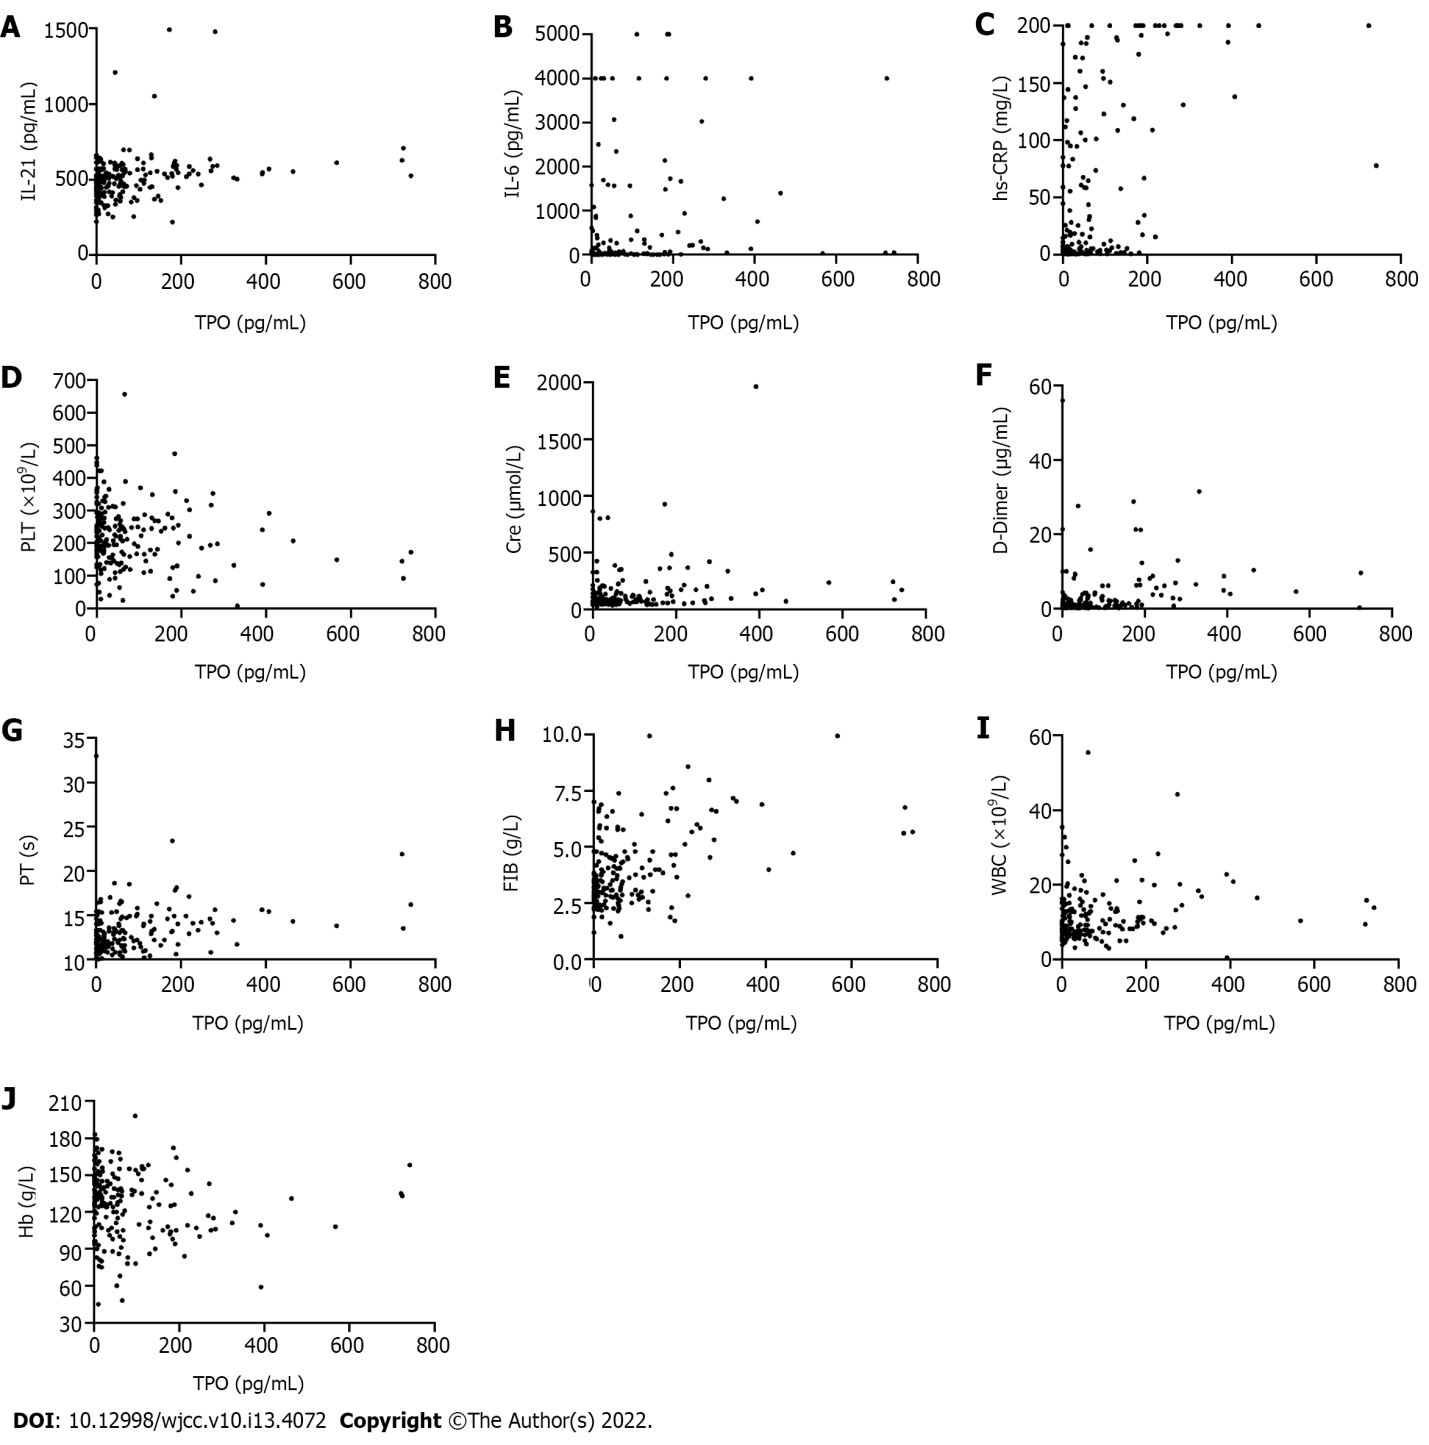 A
1500
1000
500
0
IL-21 (pg/mL)
0 200 400 600 800
TPO (pg/mL)
B
5000
4000
3000
2000
1000
0
IL-6 (pg/mL)
0 200 400 600 800
TPO (pg/mL)
C
200
150
100
50
0
hs-CRP (mg/L)
0 200 400 600 800
TPO (pg/mL)
D
700
600
500
400
300
200
100
0
PLT (×10⁹/L)
0 200 400 600 800
TPO (pg/mL)
E
2000
1500
1000
500
0
Cre (μmol/L)
0 200 400 600 800
TPO (pg/mL)
F
60
40
20
0
D-Dimer (μg/mL)
0 200 400 600 800
TPO (pg/mL)
G
35
30
25
20
15
10
PT (s)
0 200 400 600 800
TPO (pg/mL)
H
10.0
7.5
5.0
2.5
0.0
FIB (g/L)
0 200 400 600 800
TPO (pg/mL)
I
60
40
20
0
WBC (×10⁹/L)
0 200 400 600 800
TPO (pg/mL)
J
210
180
150
120
90
60
30
Hb (g/L)
0 200 400 600 800
TPO (pg/mL)
DOI: 10.12998/wjcc.v10.i13.4072 Copyright ©The Author(s) 2022.